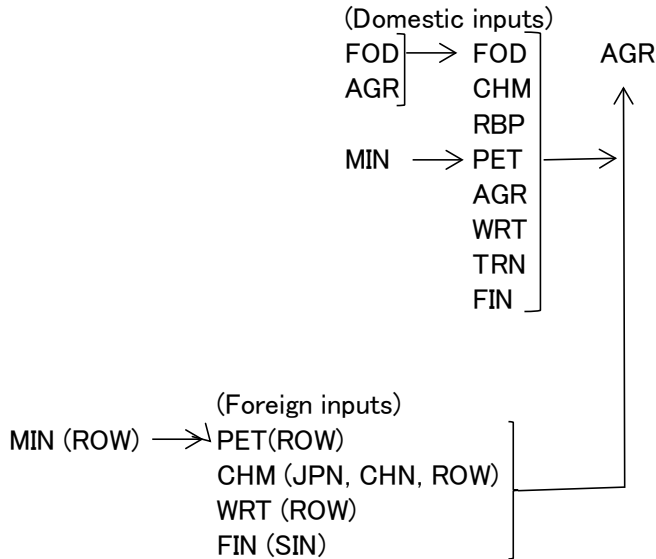 (Domestic inputs)
FOD FOD AGR
AGR CHM
RBP
MIN PET
AGR
WRT
TRN
FIN
(Foreign inputs)
MIN (ROW) PET(ROW)
CHM (JPN, CHN, ROW)
WRT (ROW)
FIN (SIN)